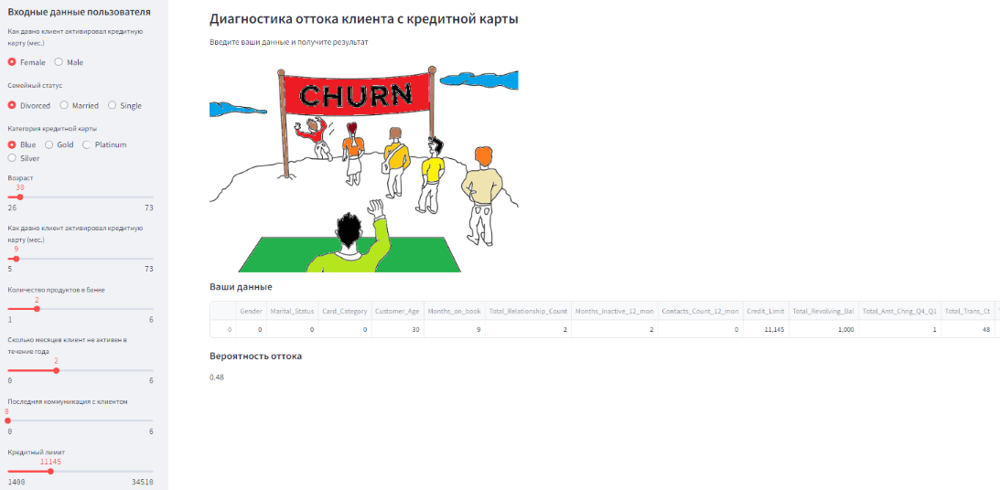 Входные данные пользователя
Как давно клиент активировал кредитную
карту (мес.)
Female Male
Семейный статус
Divorced Married Single
Категория кредитной карты
Blue Gold Platinum
Silver
Возраст
30
26 73
Как давно клиент активировал кредитную
карту (мес.)
9
5 73
Количество продуктов в банке
2
1 6
Сколько месяцев клиент не активен в
течение года
2
0 6
Последняя коммуникация с клиентом
0
0 6
Кредитный лимит
11145
1400 34510
Диагностика оттока клиента с кредитной карты
Введите ваши данные и получите результат
CHURN
Ваши данные
Gender Marital_Status Card_Category Customer_Age Months_on_book Total_Relationship_Count Months_Inactive_12_mon Contacts_Count_12_mon Credit_Limit Total_Revolving_Bal Total_Amt_Chng_Q4_Q1 Total_Trans_Ct
0 0 0 0 30 9 2 2 0 11,145 1,000 1 48
Вероятность оттока
0.48